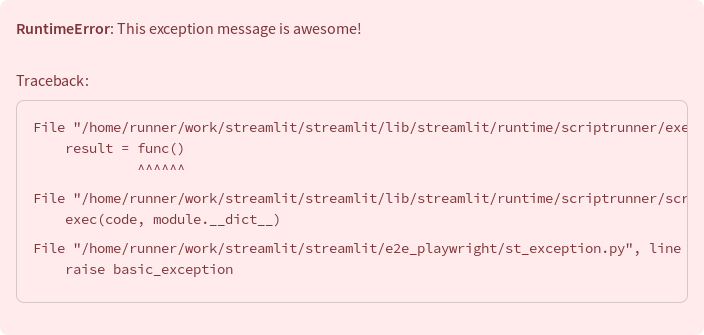 RuntimeError: This exception message is awesome!
Traceback:
File "/home/runner/work/streamlit/streamlit/lib/streamlit/runtime/scriptrunner/exe
    result = func()
             ^^^^^^
File "/home/runner/work/streamlit/streamlit/lib/streamlit/runtime/scriptrunner/scr
    exec(code, module.__dict__)
File "/home/runner/work/streamlit/streamlit/e2e_playwright/st_exception.py", line
    raise basic_exception